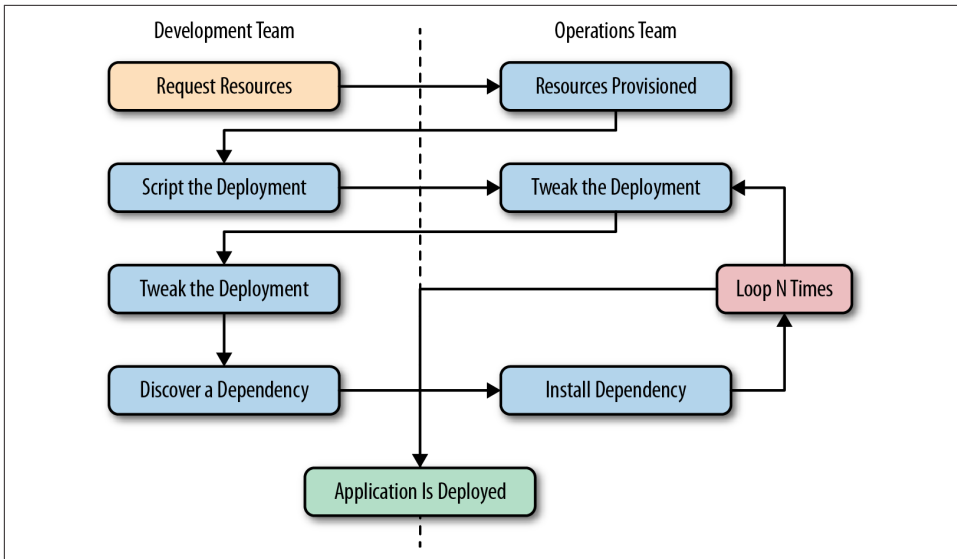 Development Team
Operations Team
Request Resources
Resources Provisioned
Script the Deployment
Tweak the Deployment
Tweak the Deployment
Loop N Times
Discover a Dependency
Install Dependency
Application Is Deployed